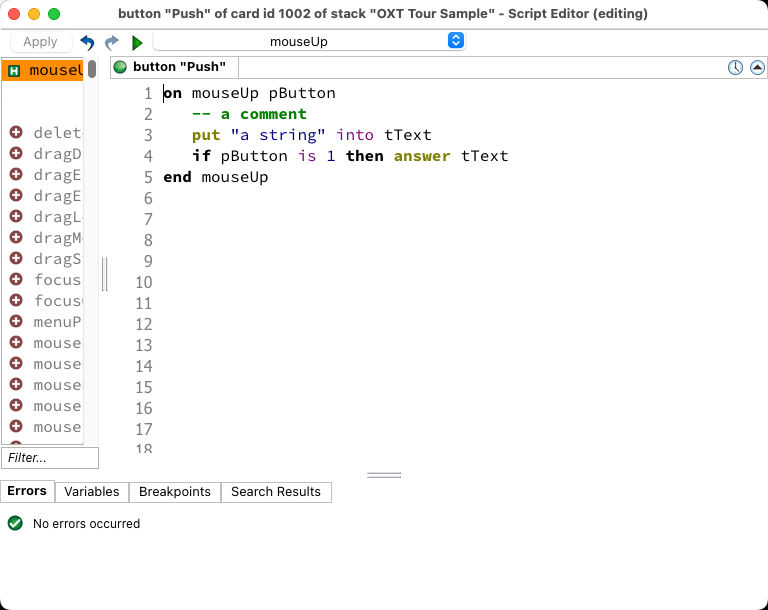 button "Push" of card id 1002 of stack "OXT Tour Sample" - Script Editor (editing)
Apply
mouseUp
H mouseU
button "Push"
delet
dragD
dragE
dragE
dragL
dragM
dragS
focus
focus
menuP
mouse
mouse
mouse
mouse
mouse
Filter...
1 on mouseUp pButton
2 -- a comment
3 put "a string" into tText
4 if pButton is 1 then answer tText
5 end mouseUp
6
7
8
9
10
11
12
13
14
15
16
17
18
Errors Variables Breakpoints Search Results
No errors occurred